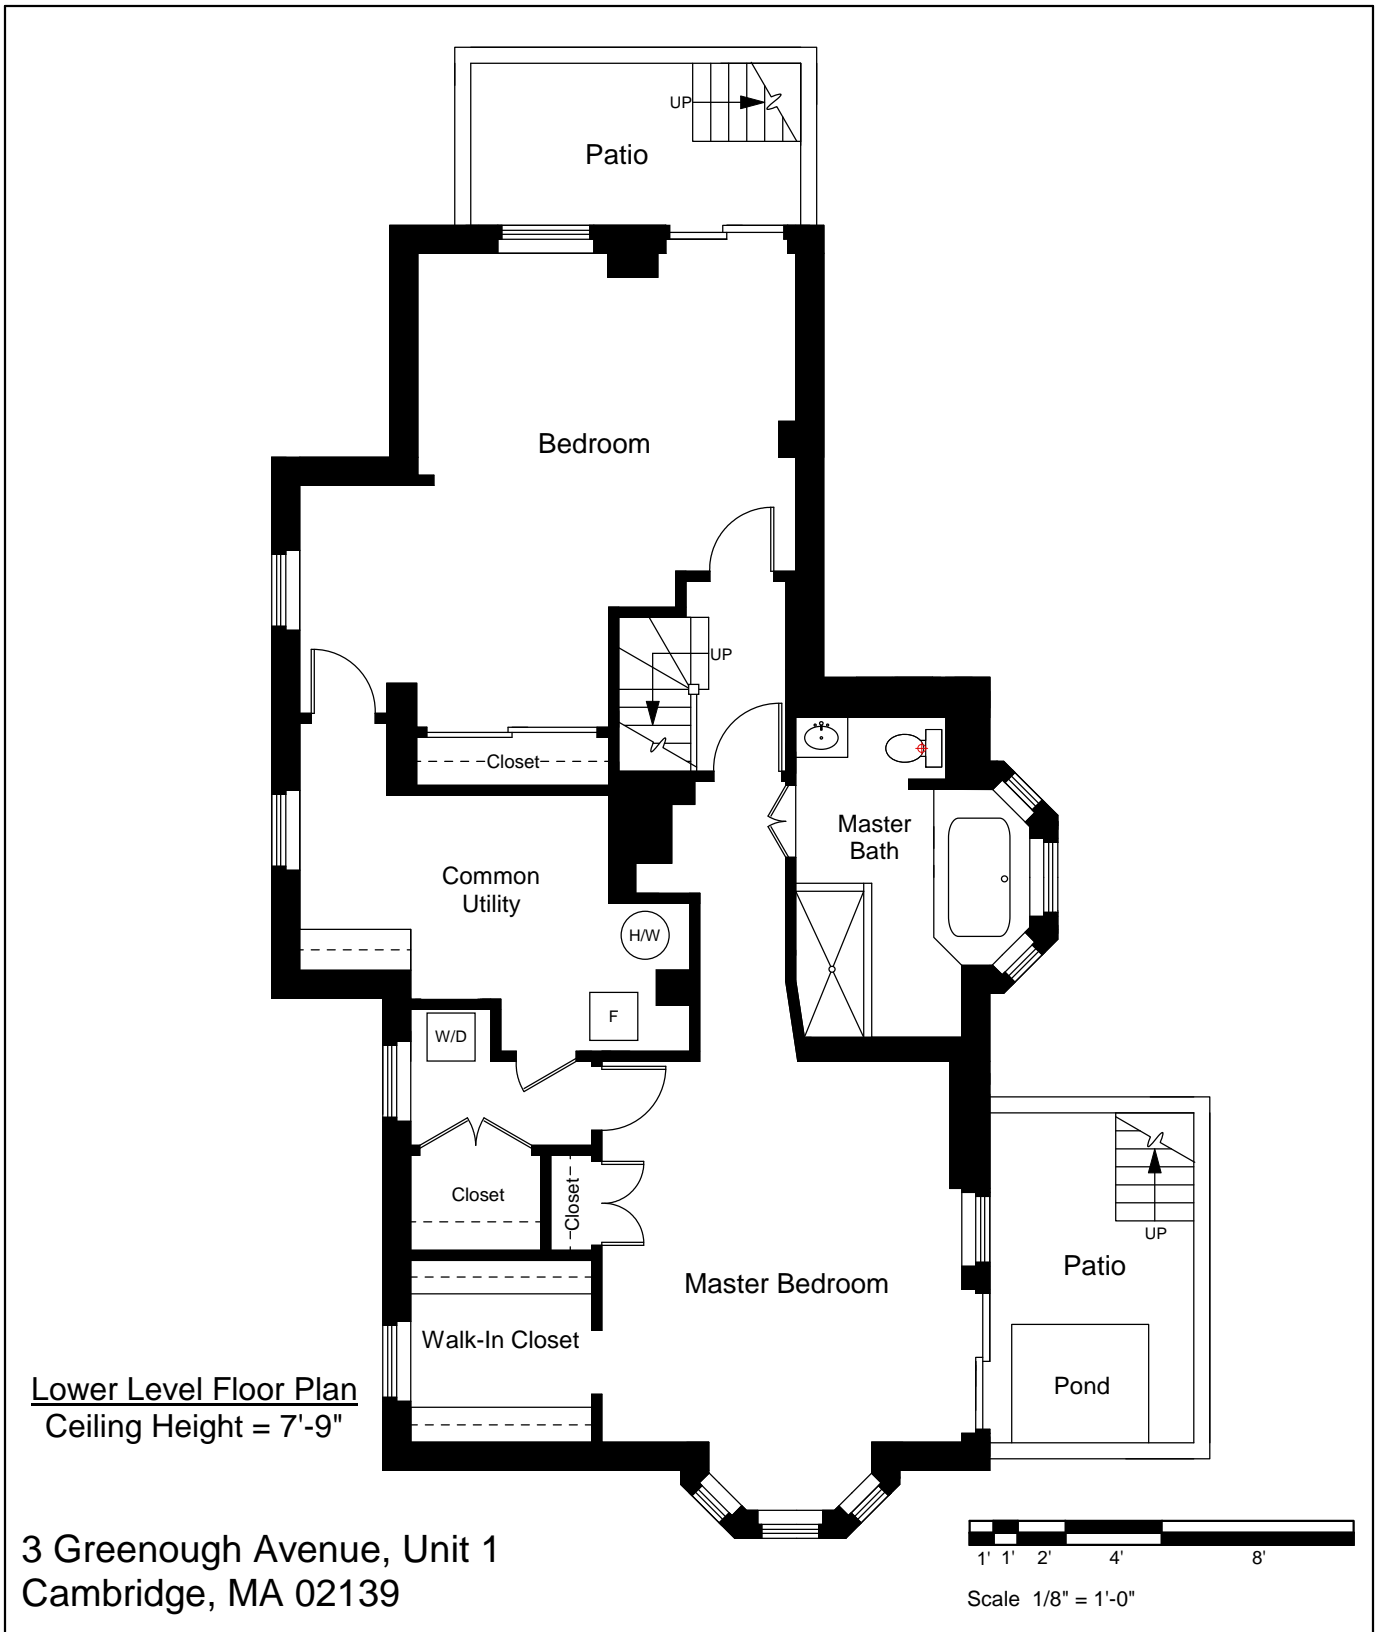 UP
Patio
Bedroom
UP
Closet
Master
Bath
Common
Utility
H/W
F
W/D
Closet
Closet
UP
Patio
Master Bedroom
Walk-In Closet
Pond
Lower Level Floor Plan
Ceiling Height = 7'-9"
3 Greenough Avenue, Unit 1
Cambridge, MA 02139
1' 1' 2' 4' 8'
Scale 1/8" = 1'-0"